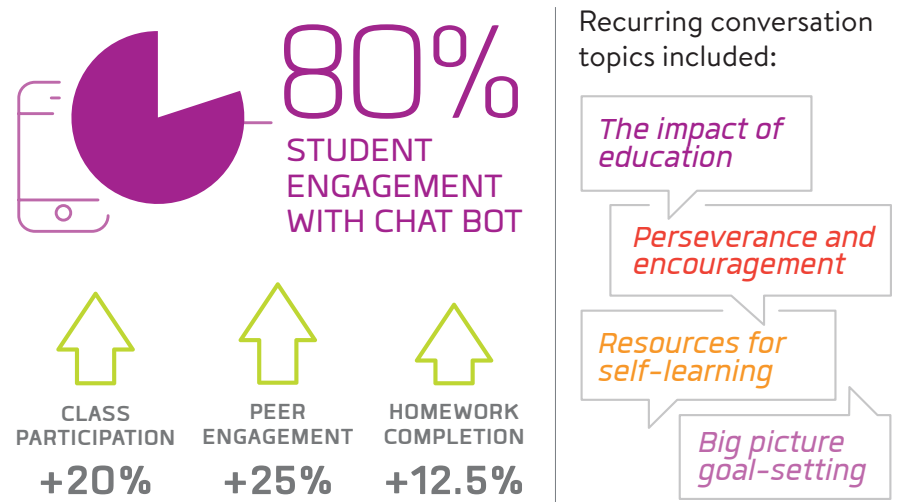 80%
STUDENT
ENGAGEMENT
WITH CHAT BOT
CLASS
PARTICIPATION
+20%
PEER
ENGAGEMENT
+25%
HOMEWORK
COMPLETION
+12.5%
Recurring conversation
topics included:
The impact of
education
Perseverance and
encouragement
Resources for
self-learning
Big picture
goal-setting